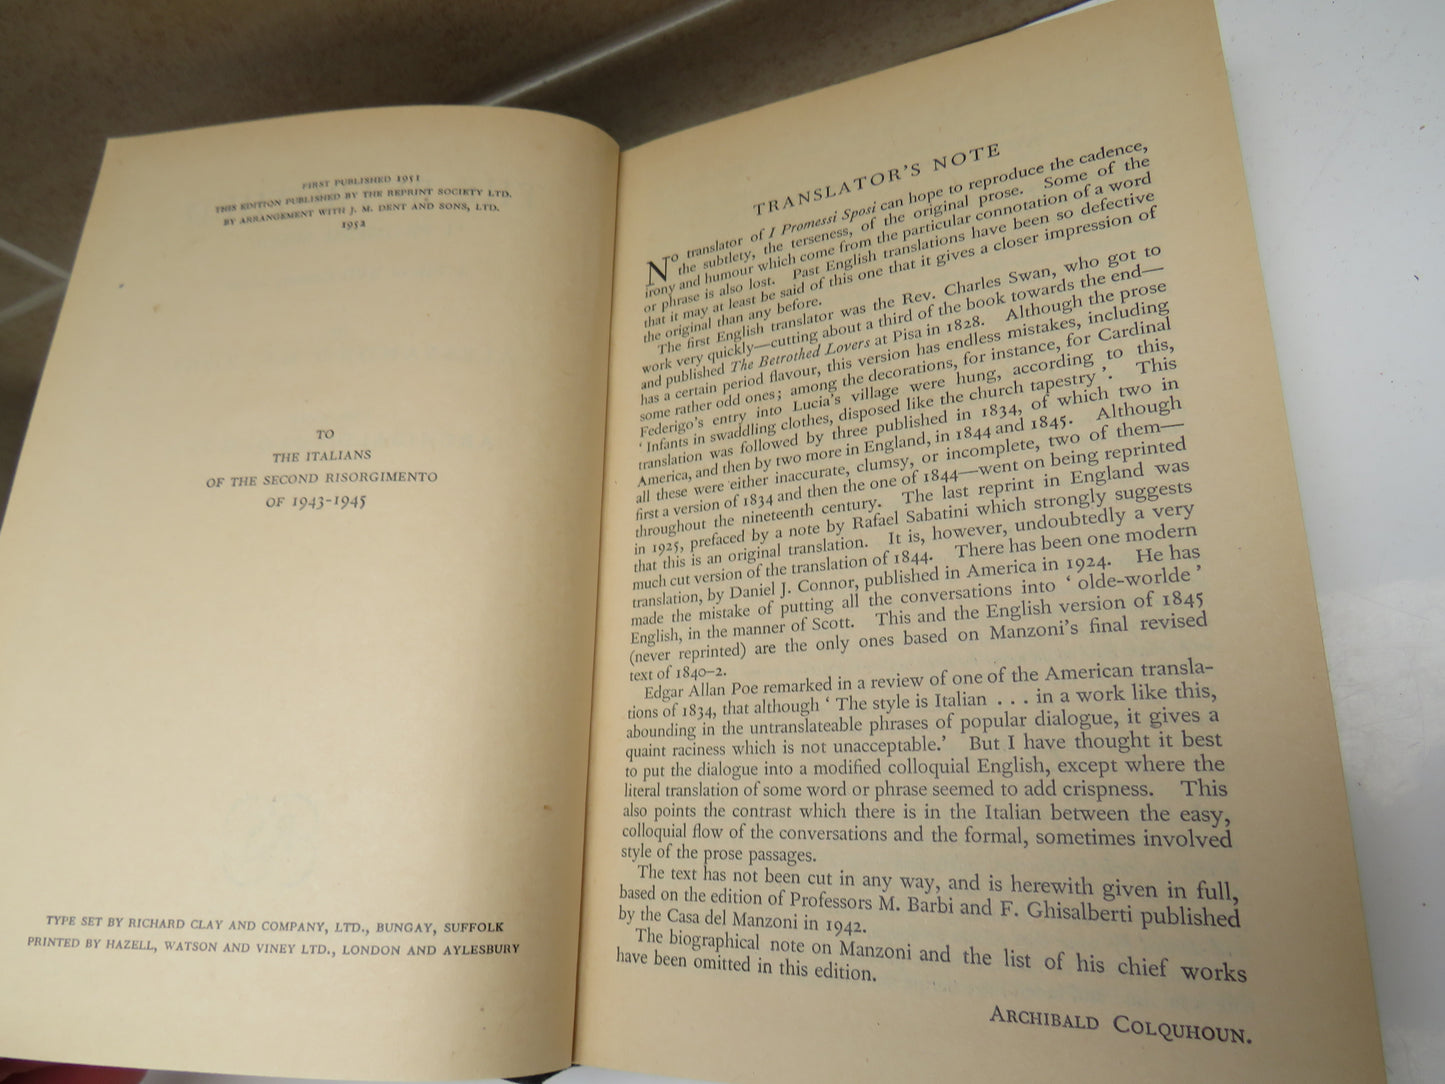 FIRST PUBLISHED 1951
THIS EDITION PUBLISHED BY THE REPRINT SOCIETY LTD.
BY ARRANGEMENT WITH J. M. DENT AND SONS, LTD.
1952
TO
THE ITALIANS
OF THE SECOND RISORGIMENTO
OF 1943-1945
TYPE SET BY RICHARD CLAY AND COMPANY, LTD., BUNGAY, SUFFOLK
PRINTED BY HAZELL, WATSON AND VINEY LTD., LONDON AND AYLESBURY
TRANSLATOR'S NOTE
No translator of I Promessi Sposi can hope to reproduce the cadence,
the subtlety, the terseness, of the original prose. Some of the
irony and humour which come from the particular connotation of a word
or phrase is also lost. Past English translations have been so defective
that it may at least be said of this one that it gives a closer impression of
the original than any before.
The first English translator was the Rev. Charles Swan, who got to
work very quickly—cutting about a third of the book towards the end—
and published The Betrothed Lovers at Pisa in 1828. Although the prose
has a certain period flavour, this version has endless mistakes, including
some rather odd ones; among the decorations, for instance, for Cardinal
Federigo's entry into Lucia's village were hung, according to this,
'Infants in swaddling clothes, disposed like the church tapestry'. This
translation was followed by three published in 1834, of which two in
America, and then by two more in England, in 1844 and 1845. Although
all these were either inaccurate, clumsy, or incomplete, two of them—
first a version of 1834 and then the one of 1844—went on being reprinted
throughout the nineteenth century. The last reprint in England was
in 1925, prefaced by a note by Rafael Sabatini which strongly suggests
that this is an original translation. It is, however, undoubtedly a very
much cut version of the translation of 1844. There has been one modern
translation, by Daniel J. Connor, published in America in 1924. He has
made the mistake of putting all the conversations into 'olde-worlde'
English, in the manner of Scott. This and the English version of 1845
(never reprinted) are the only ones based on Manzoni's final revised
text of 1840-2.
Edgar Allan Poe remarked in a review of one of the American transla-
tions of 1834, that although 'The style is Italian . . . in a work like this,
abounding in the untranslateable phrases of popular dialogue, it gives a
quaint raciness which is not unacceptable.' But I have thought it best
to put the dialogue into a modified colloquial English, except where the
literal translation of some word or phrase seemed to add crispness. This
also points the contrast which there is in the Italian between the easy,
colloquial flow of the conversations and the formal, sometimes involved
style of the prose passages.
The text has not been cut in any way, and is herewith given in full,
based on the edition of Professors M. Barbi and F. Ghisalberti published
by the Casa del Manzoni in 1942.
The biographical note on Manzoni and the list of his chief works
have been omitted in this edition.
ARCHIBALD COLQUHOUN.